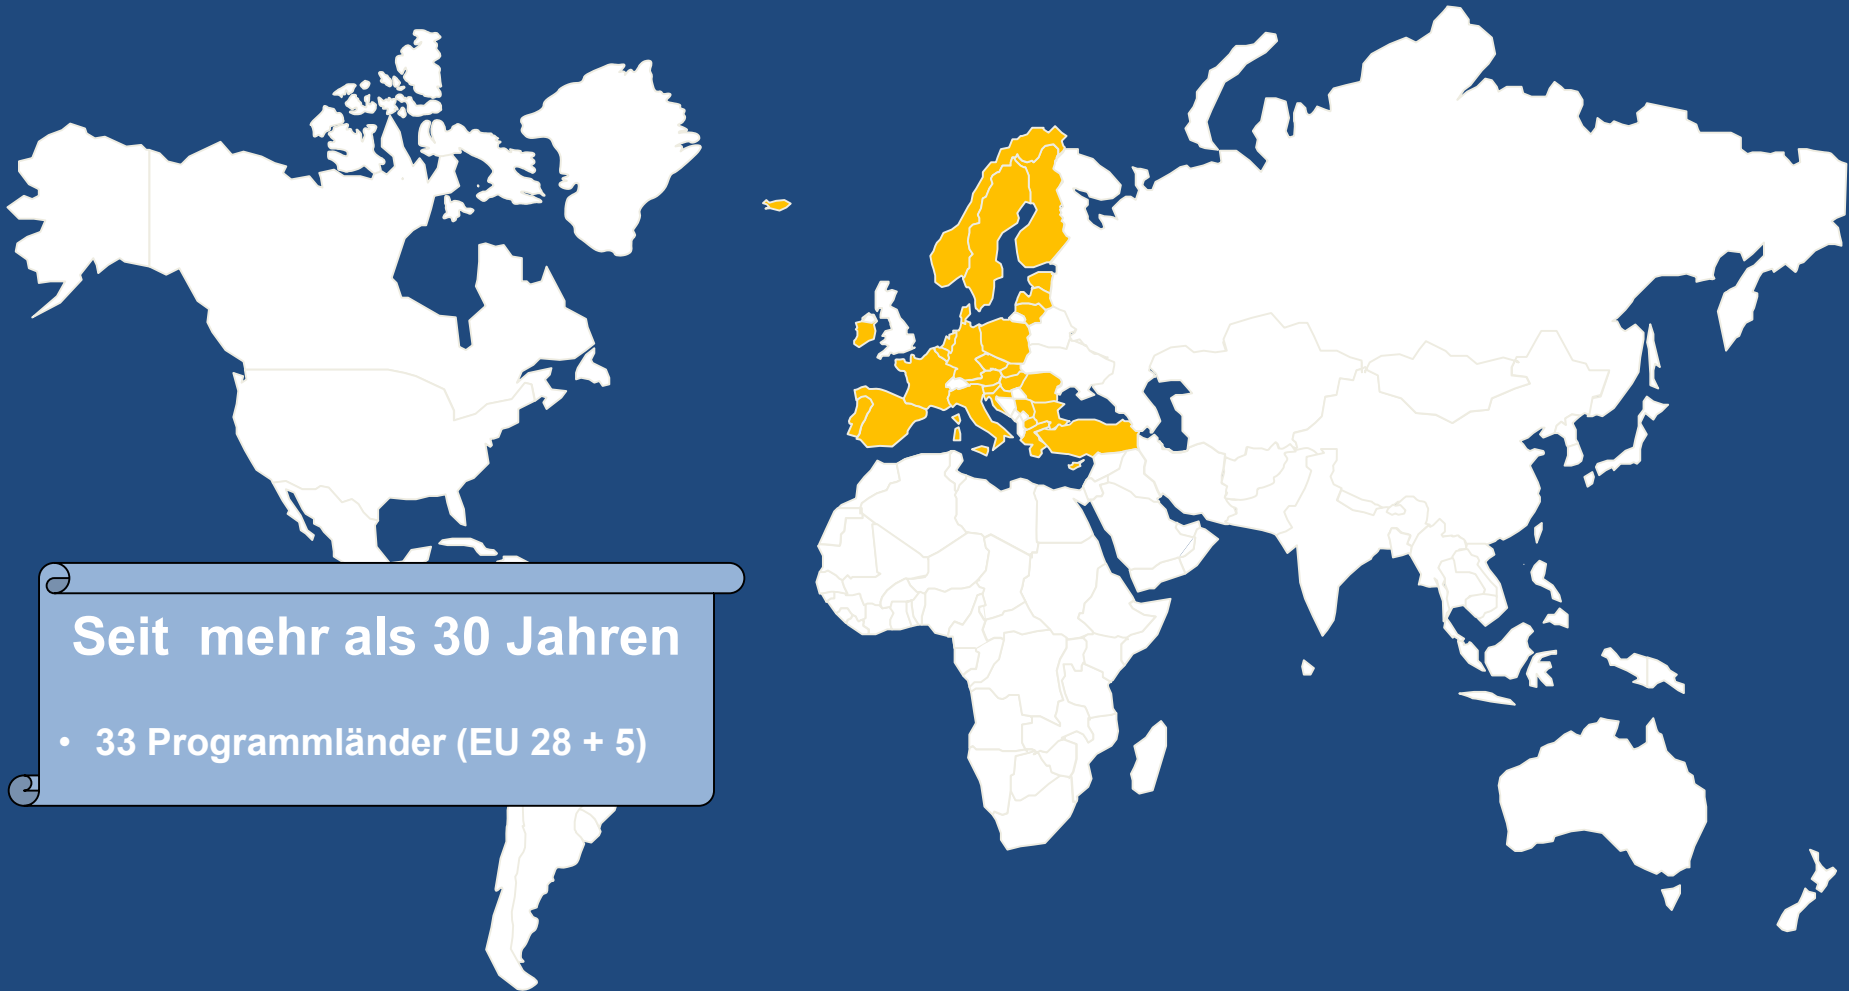 Seit mehr als 30 Jahren
• 33 Programmländer (EU 28 + 5)